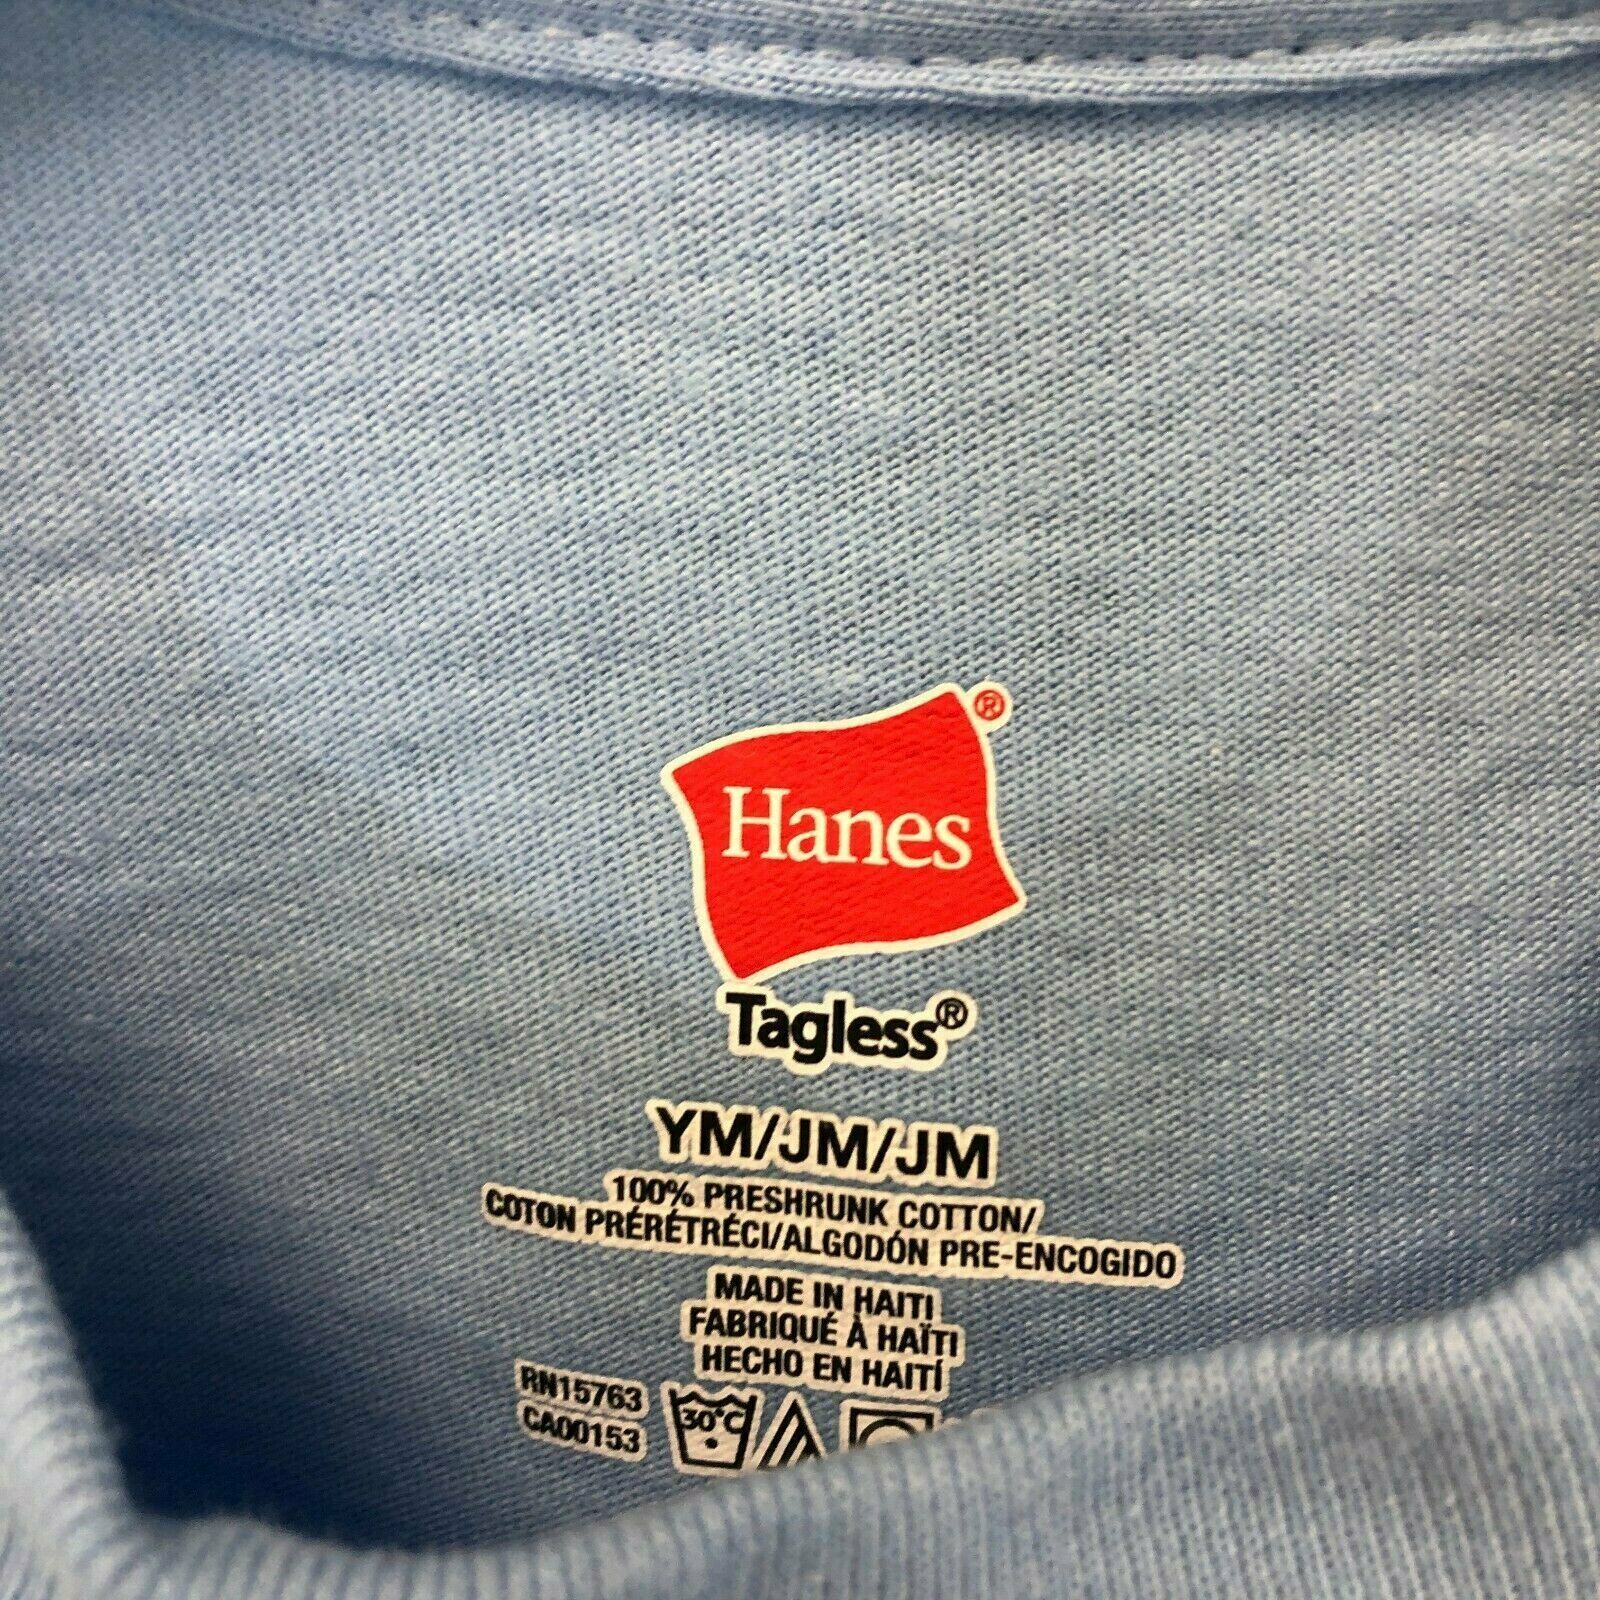 Hanes®
Tagless®
YM/JM/JM
100% PRESHRUNK COTTON/
COTON PRÉRÉTRÉCI/ALGODÓN PRE-ENCOGIDO
MADE IN HAITI
FABRIQUÉ À HAÏTI
HECHO EN HAITÍ
RN15763
CA00153
30°C